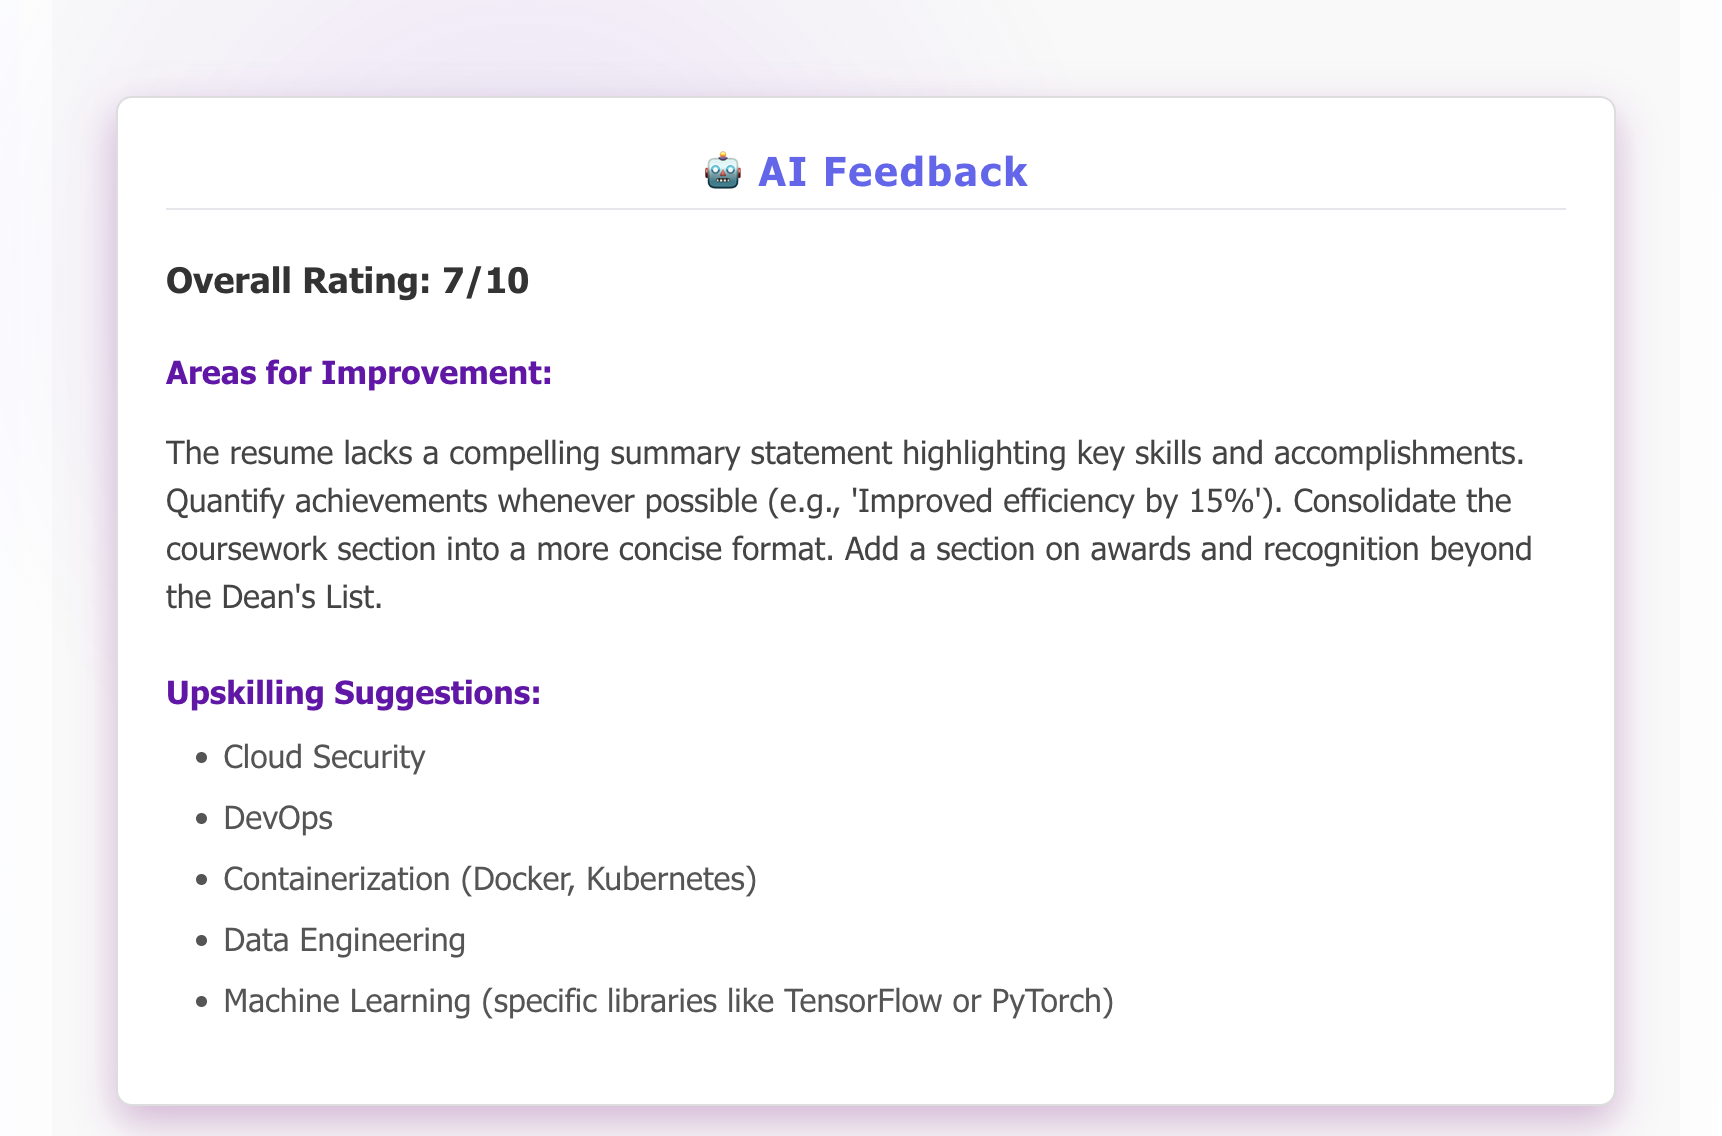 🤖 AI Feedback
Overall Rating: 7/10
Areas for Improvement:
The resume lacks a compelling summary statement highlighting key skills and accomplishments.
Quantify achievements whenever possible (e.g., 'Improved efficiency by 15%'). Consolidate the
coursework section into a more concise format. Add a section on awards and recognition beyond
the Dean's List.
Upskilling Suggestions:
• Cloud Security
• DevOps
• Containerization (Docker, Kubernetes)
• Data Engineering
• Machine Learning (specific libraries like TensorFlow or PyTorch)